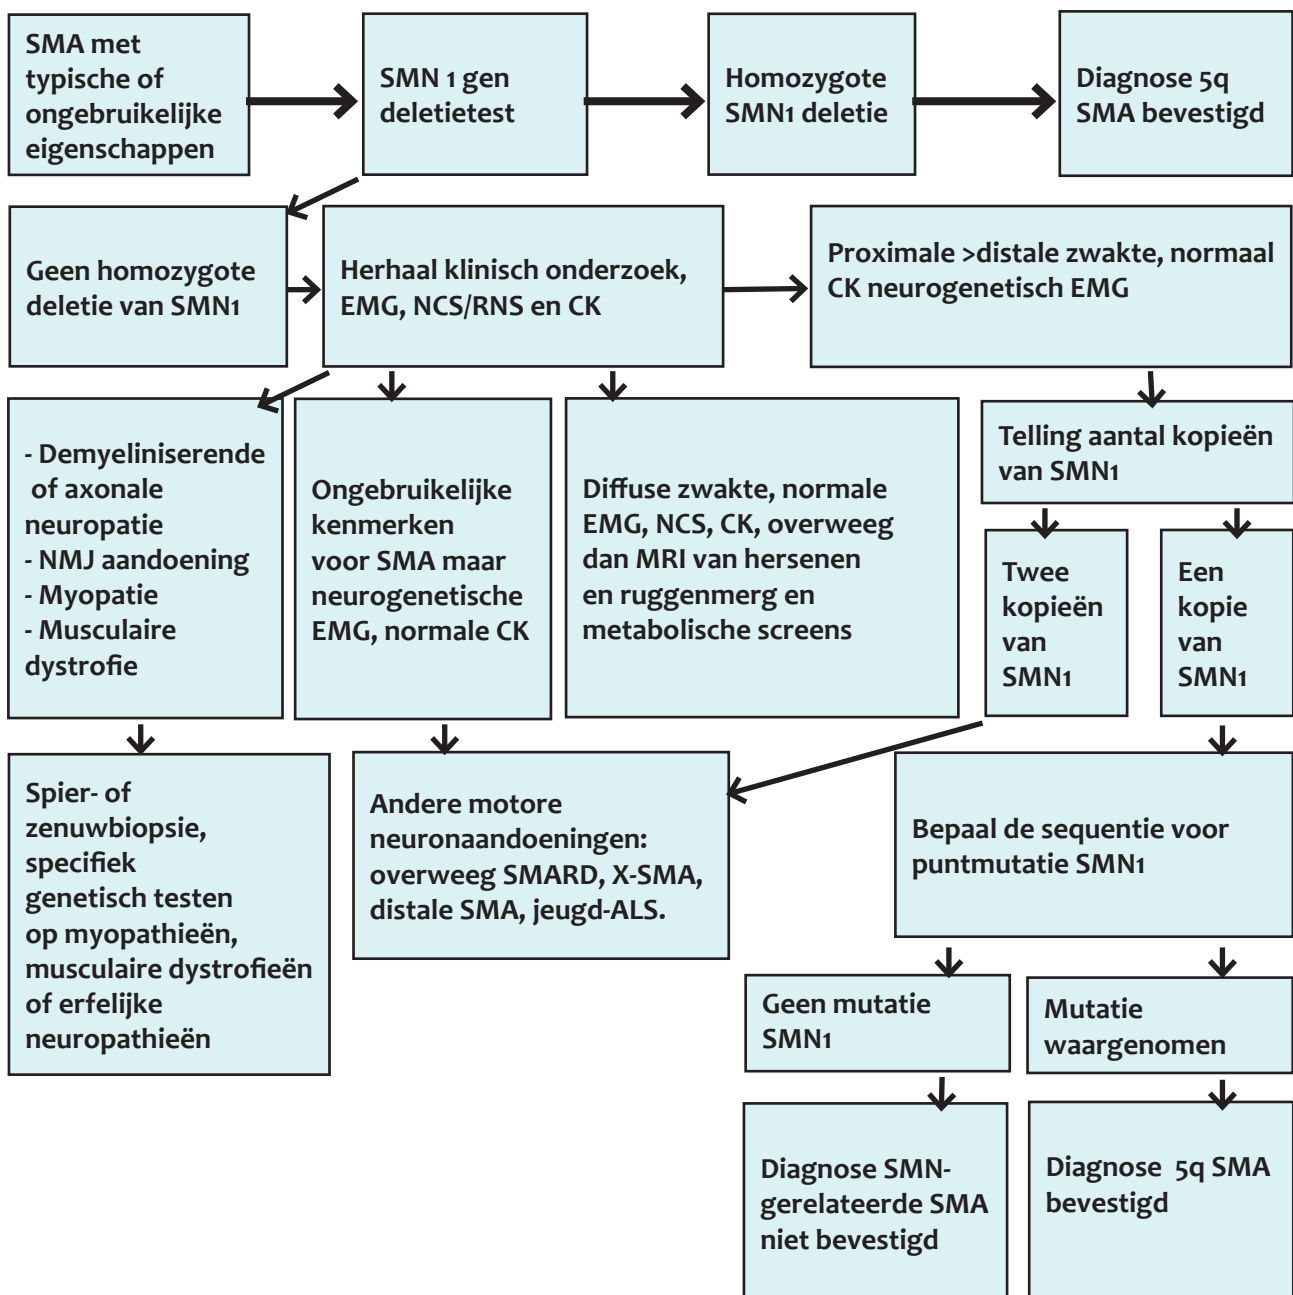 SMA met
typische of
ongebruikelijke
eigenschappen
SMN 1 gen
deletietest
Homozygote
SMN1 deletie
Diagnose 5q
SMA bevestigd
Geen homozygote
deletie van SMN1
Herhaal klinisch onderzoek,
EMG, NCS/RNS en CK
Proximale >distale zwakte, normaal
CK neurogenetisch EMG
- Demyeliniserende
of axonale
neuropatie
- NMJ aandoening
- Myopatie
- Musculaire
dystrofie
Ongebruikelijke
kenmerken
voor SMA maar
neurogenetische
EMG, normale CK
Diffuse zwakte, normale
EMG, NCS, CK, overweeg
dan MRI van hersenen
en ruggenmerg en
metabolische screens
Telling aantal kopieën
van SMN1
Twee
kopieën
van
SMN1
Een
kopie
van
SMN1
Spier- of
zenuwbiopsie,
specifiek
genetisch testen
op myopathieën,
musculaire dystrofieën
of erfelijke
neuropathieën
Andere motore
neuronaandoeningen:
overweeg SMARD, X-SMA,
distale SMA, jeugd-ALS.
Bepaal de sequentie voor
puntmutatie SMN1
Geen mutatie
SMN1
Mutatie
waargenomen
Diagnose SMN-
gerelateerde SMA
niet bevestigd
Diagnose 5q SMA
bevestigd